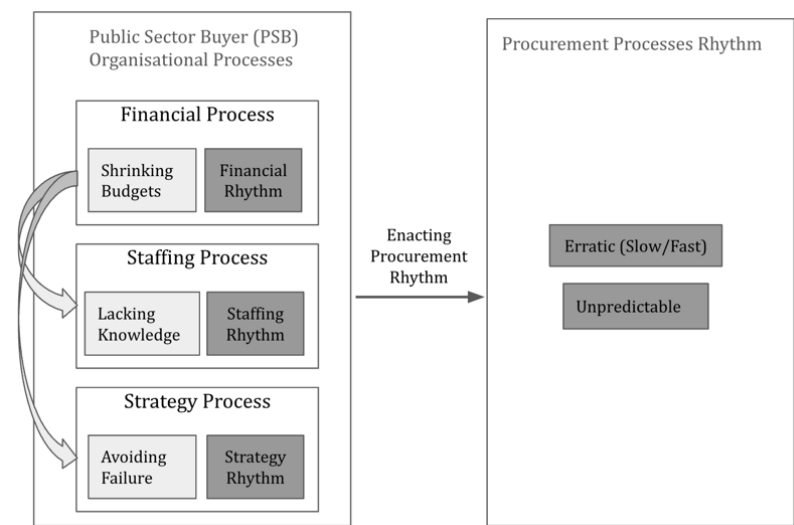 Public Sector Buyer (PSB)
Organisational Processes
Financial Process
Shrinking
Budgets
Financial
Rhythm
Staffing Process
Lacking
Knowledge
Staffing
Rhythm
Strategy Process
Avoiding
Failure
Strategy
Rhythm
Enacting
Procurement
Rhythm
Procurement Processes Rhythm
Erratic (Slow/Fast)
Unpredictable